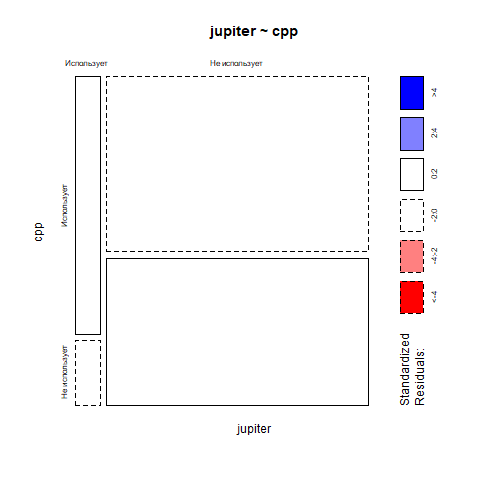 jupiter ~ cpp
Использует
Не использует
Использует
Не использует
cpp
jupiter
>4
2:4
0:2
-2:0
-4:-2
<-4
Standardized
Residuals: